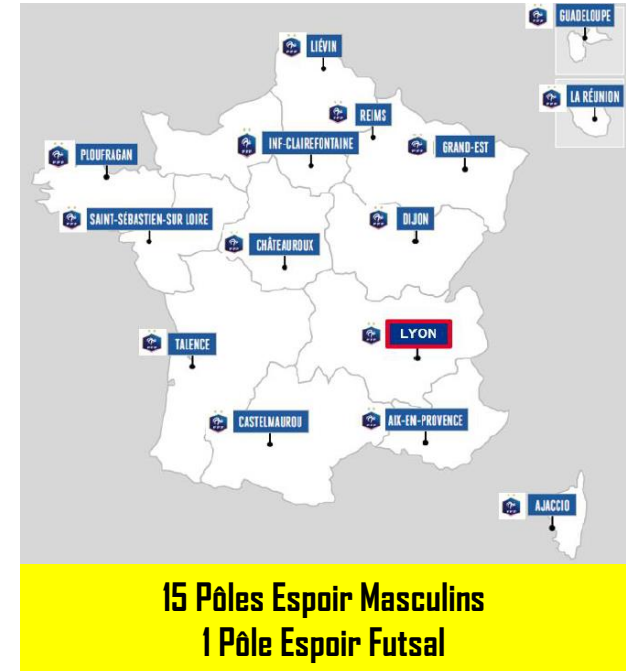 GUADELOUPE
LIÉVIN
LA RÉUNION
REIMS
INF-CLAIREFONTAINE
GRAND-EST
PLOUFRAGAN
SAINT-SÉBASTIEN-SUR LOIRE
DIJON
CHÂTEAUROUX
LYON
TALENCE
CASTELMAUROU
AIX-EN-PROVENCE
AJACCIO
15 Pôles Espoir Masculins
1 Pôle Espoir Futsal